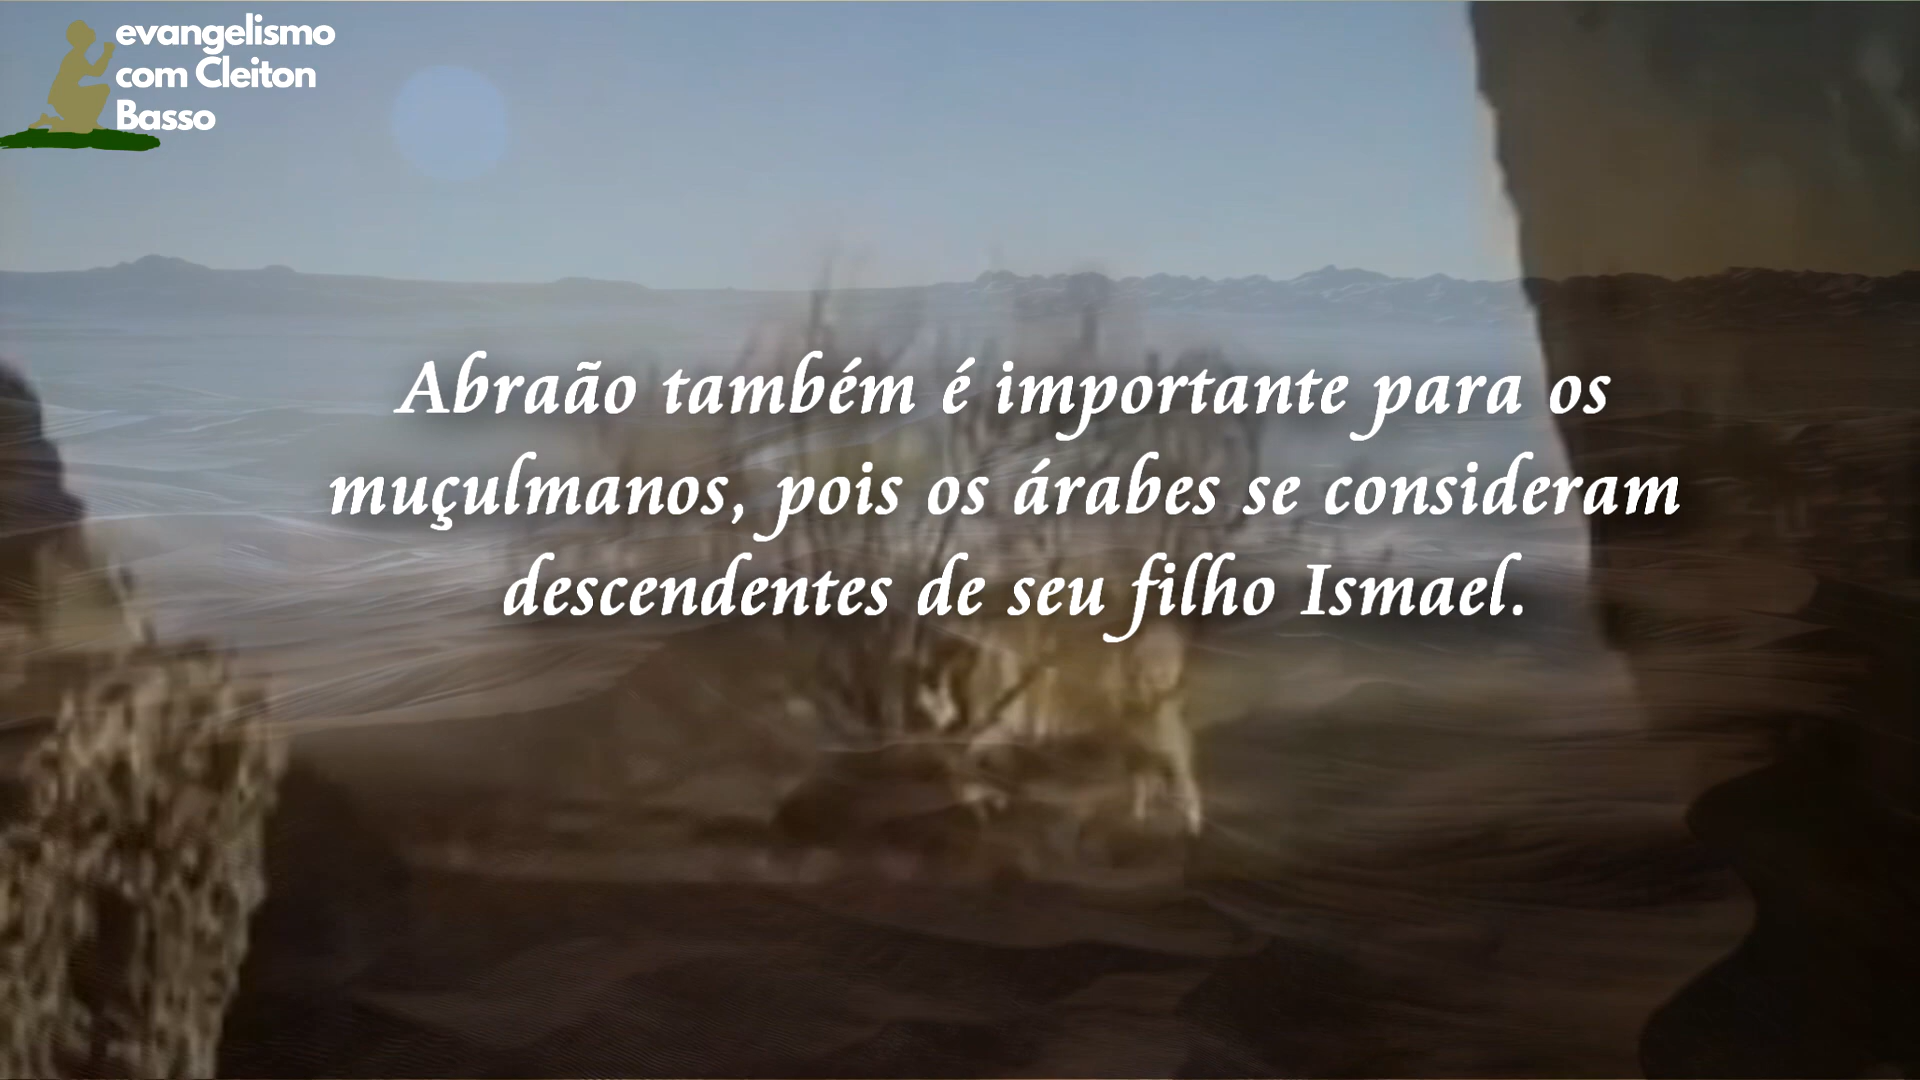 evangelismo
com Cleiton
Basso
Abraão também é importante para os
muçulmanos, pois os árabes se consideram
descendentes de seu filho Ismael.